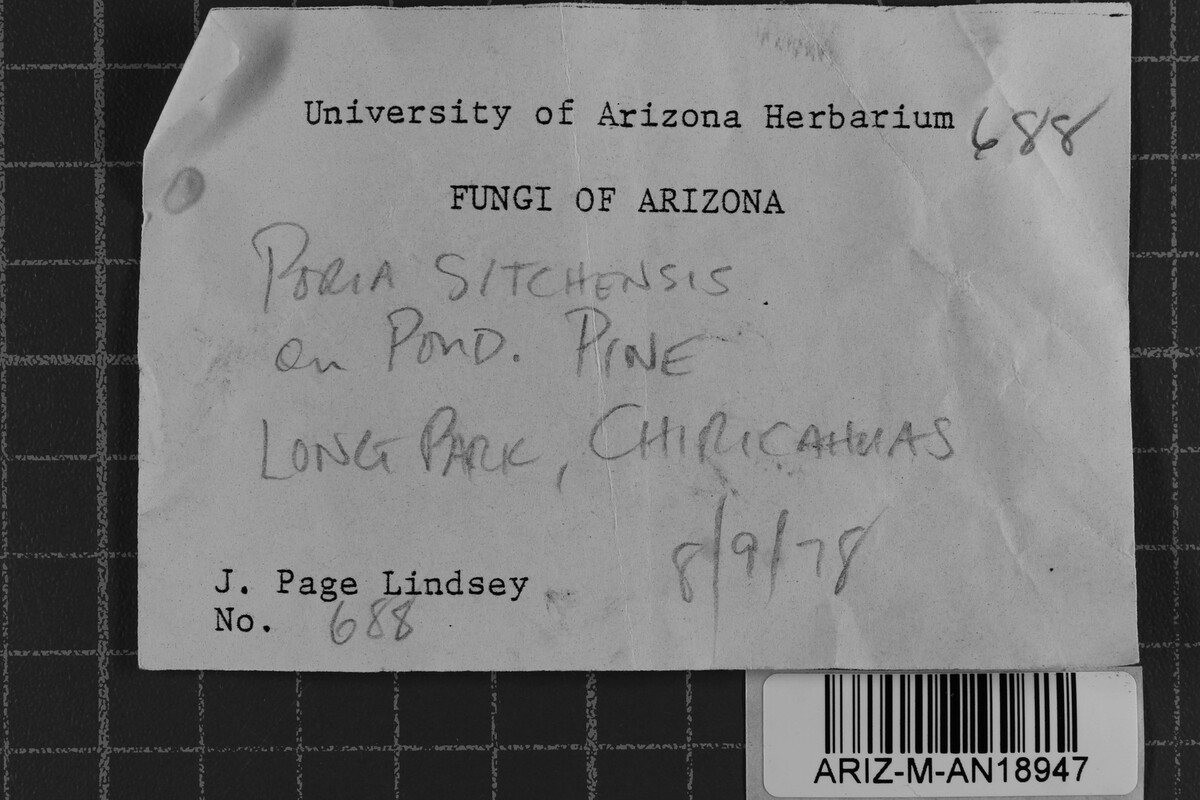 University of Arizona Herbarium 688
FUNGI OF ARIZONA
PORIA SITCHENSIS
on POND. PINE
LONG PARK, CHIRICAHUAS
8/9/78
J. Page Lindsey
No. 688
ARIZ-M-AN18947